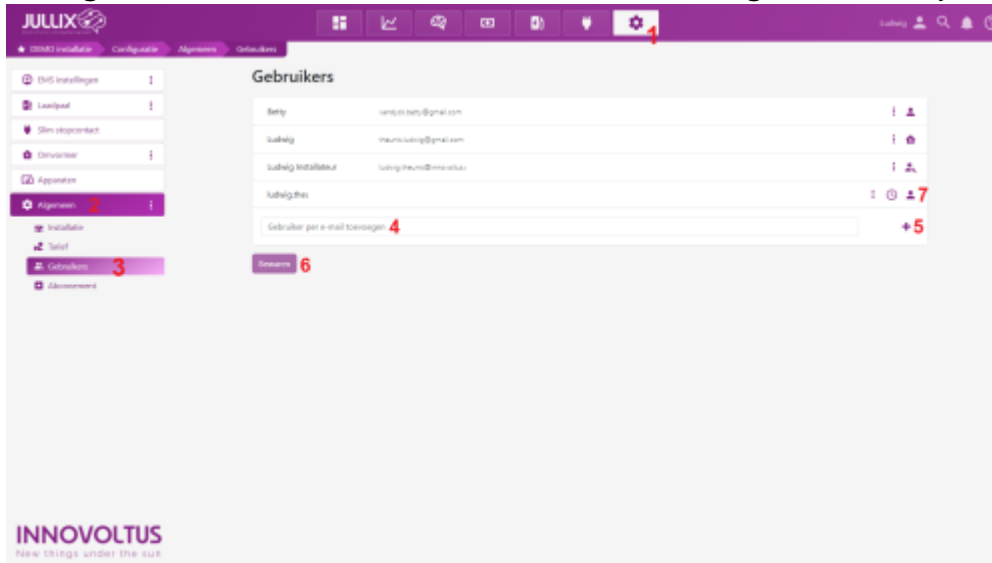 JULLIX
Ludwig
1
DEMO installatie Configuratie Algemeen Gebruikers
EMS Instellingen
Laadpaal
Slim stopcontact
Omvormer
Apparaten
Algemeen 2
Installatie
Tarief
Gebruikers 3
Abonnement
Gebruikers
Betty
Ludwig
Ludwig Installateur
ludwig.thes 7
Gebruiker per e-mail toevoegen 4 5
Bewaren 6
INNOVOLTUS
New things under the sun